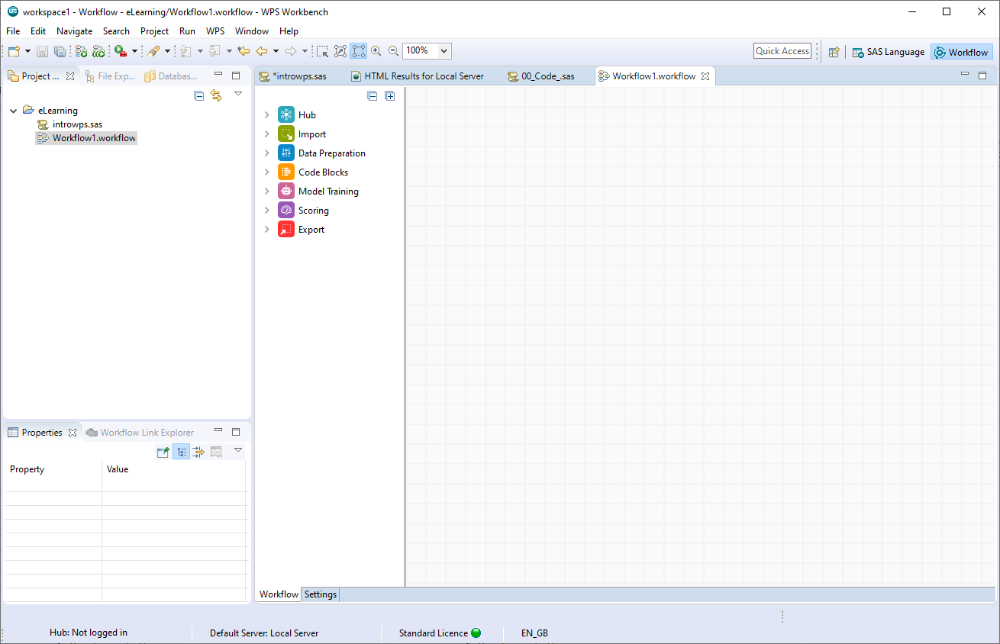 workspace1 - Workflow - eLearning/Workflow1.workflow - WPS Workbench
File Edit Navigate Search Project Run WPS Window Help
100% Quick Access SAS Language Workflow
Project ... File Exp... Databas...
*introwps.sas HTML Results for Local Server 00_Code_.sas Workflow1.workflow
eLearning
introwps.sas
Workflow1.workflow
Hub
Import
Data Preparation
Code Blocks
Model Training
Scoring
Export
Properties Workflow Link Explorer
Property Value
Workflow Settings
Hub: Not logged in Default Server: Local Server Standard Licence EN_GB